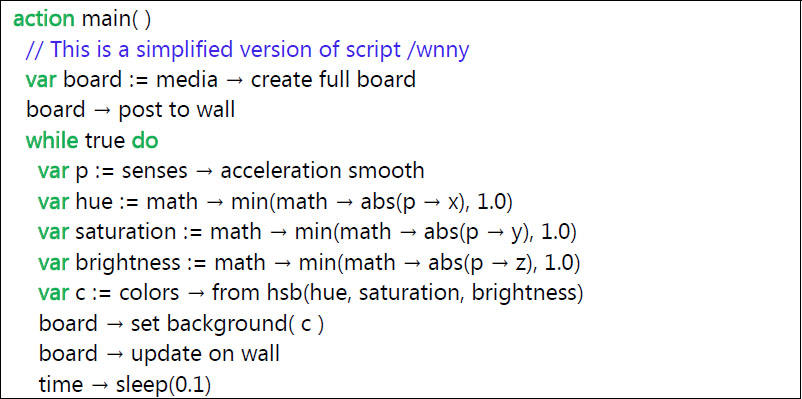 action main( )
// This is a simplified version of script /wnny
var board := media → create full board
board → post to wall
while true do
var p := senses → acceleration smooth
var hue := math → min(math → abs(p → x), 1.0)
var saturation := math → min(math → abs(p → y), 1.0)
var brightness := math → min(math → abs(p → z), 1.0)
var c := colors → from hsb(hue, saturation, brightness)
board → set background( c )
board → update on wall
time → sleep(0.1)